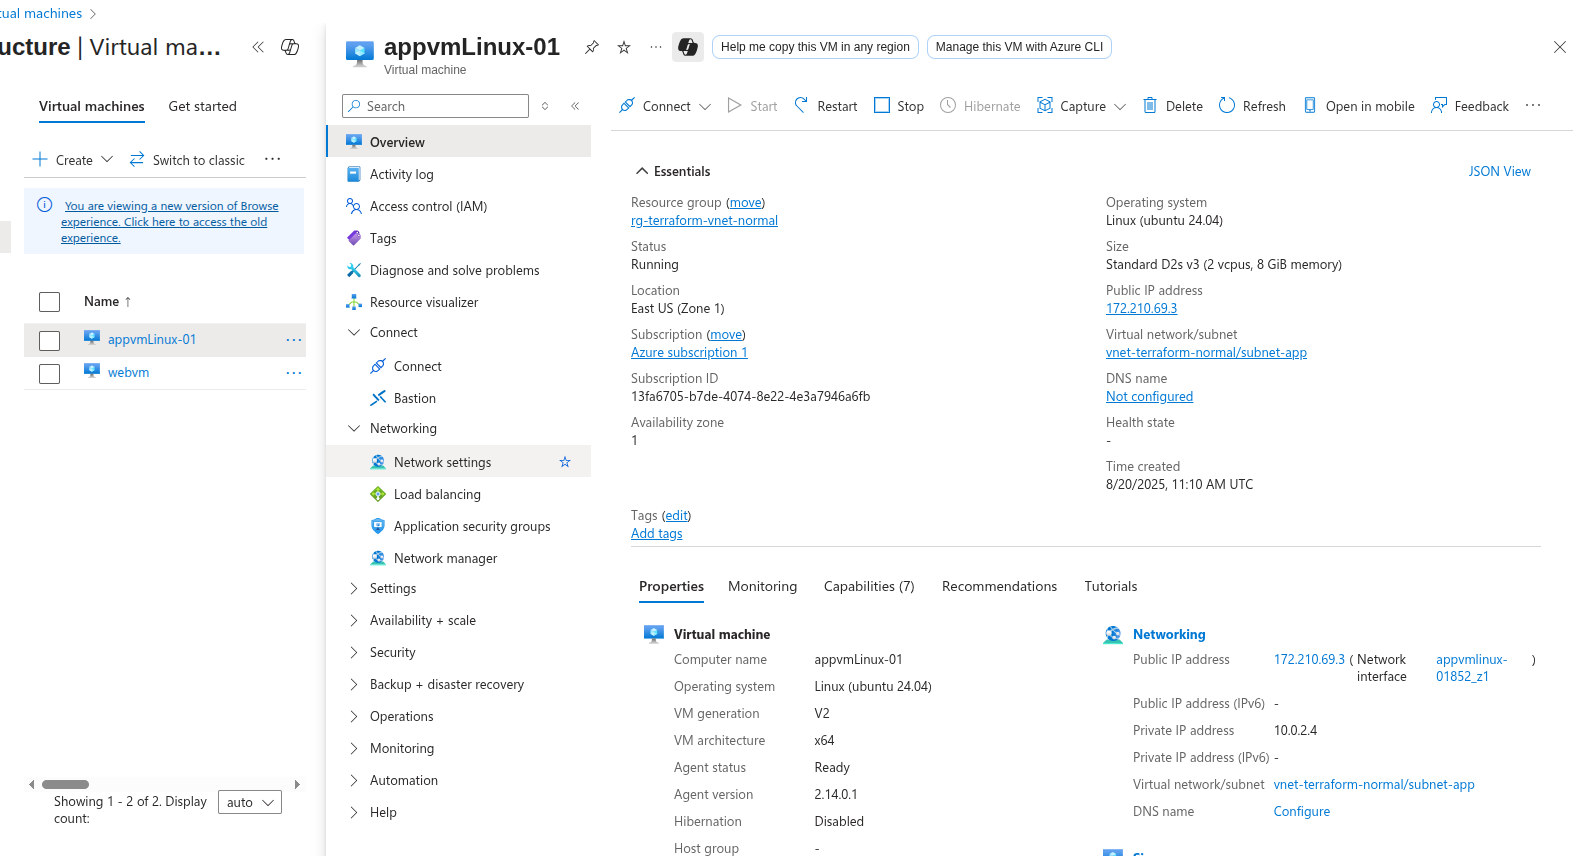 tual machines
ucture | Virtual ma...
Virtual machines
Get started
Create
Switch to classic
You are viewing a new version of Browse
experience. Click here to access the old
experience.
Name ↑
appvmLinux-01
webvm
Showing 1 - 2 of 2. Display
count:
auto
appvmLinux-01
Virtual machine
Help me copy this VM in any region
Manage this VM with Azure CLI
Search
Overview
Activity log
Access control (IAM)
Tags
Diagnose and solve problems
Resource visualizer
Connect
Connect
Bastion
Networking
Network settings
Load balancing
Application security groups
Network manager
Settings
Availability + scale
Security
Backup + disaster recovery
Operations
Monitoring
Automation
Help
Connect
Start
Restart
Stop
Hibernate
Capture
Delete
Refresh
Open in mobile
Feedback
Essentials
JSON View
Resource group (move)
rg-terraform-vnet-normal
Status
Running
Location
East US (Zone 1)
Subscription (move)
Azure subscription 1
Subscription ID
13fa6705-b7de-4074-8e22-4e3a7946a6fb
Availability zone
1
Operating system
Linux (ubuntu 24.04)
Size
Standard D2s v3 (2 vcpus, 8 GiB memory)
Public IP address
172.210.69.3
Virtual network/subnet
vnet-terraform-normal/subnet-app
DNS name
Not configured
Health state
-
Time created
8/20/2025, 11:10 AM UTC
Tags (edit)
Add tags
Properties
Monitoring
Capabilities (7)
Recommendations
Tutorials
Virtual machine
Computer name appvmLinux-01
Operating system Linux (ubuntu 24.04)
VM generation V2
VM architecture x64
Agent status Ready
Agent version 2.14.0.1
Hibernation Disabled
Host group -
Networking
Public IP address 172.210.69.3 ( Network appvmlinux- )
interface 01852_z1
Public IP address (IPv6) -
Private IP address 10.0.2.4
Private IP address (IPv6) -
Virtual network/subnet vnet-terraform-normal/subnet-app
DNS name Configure